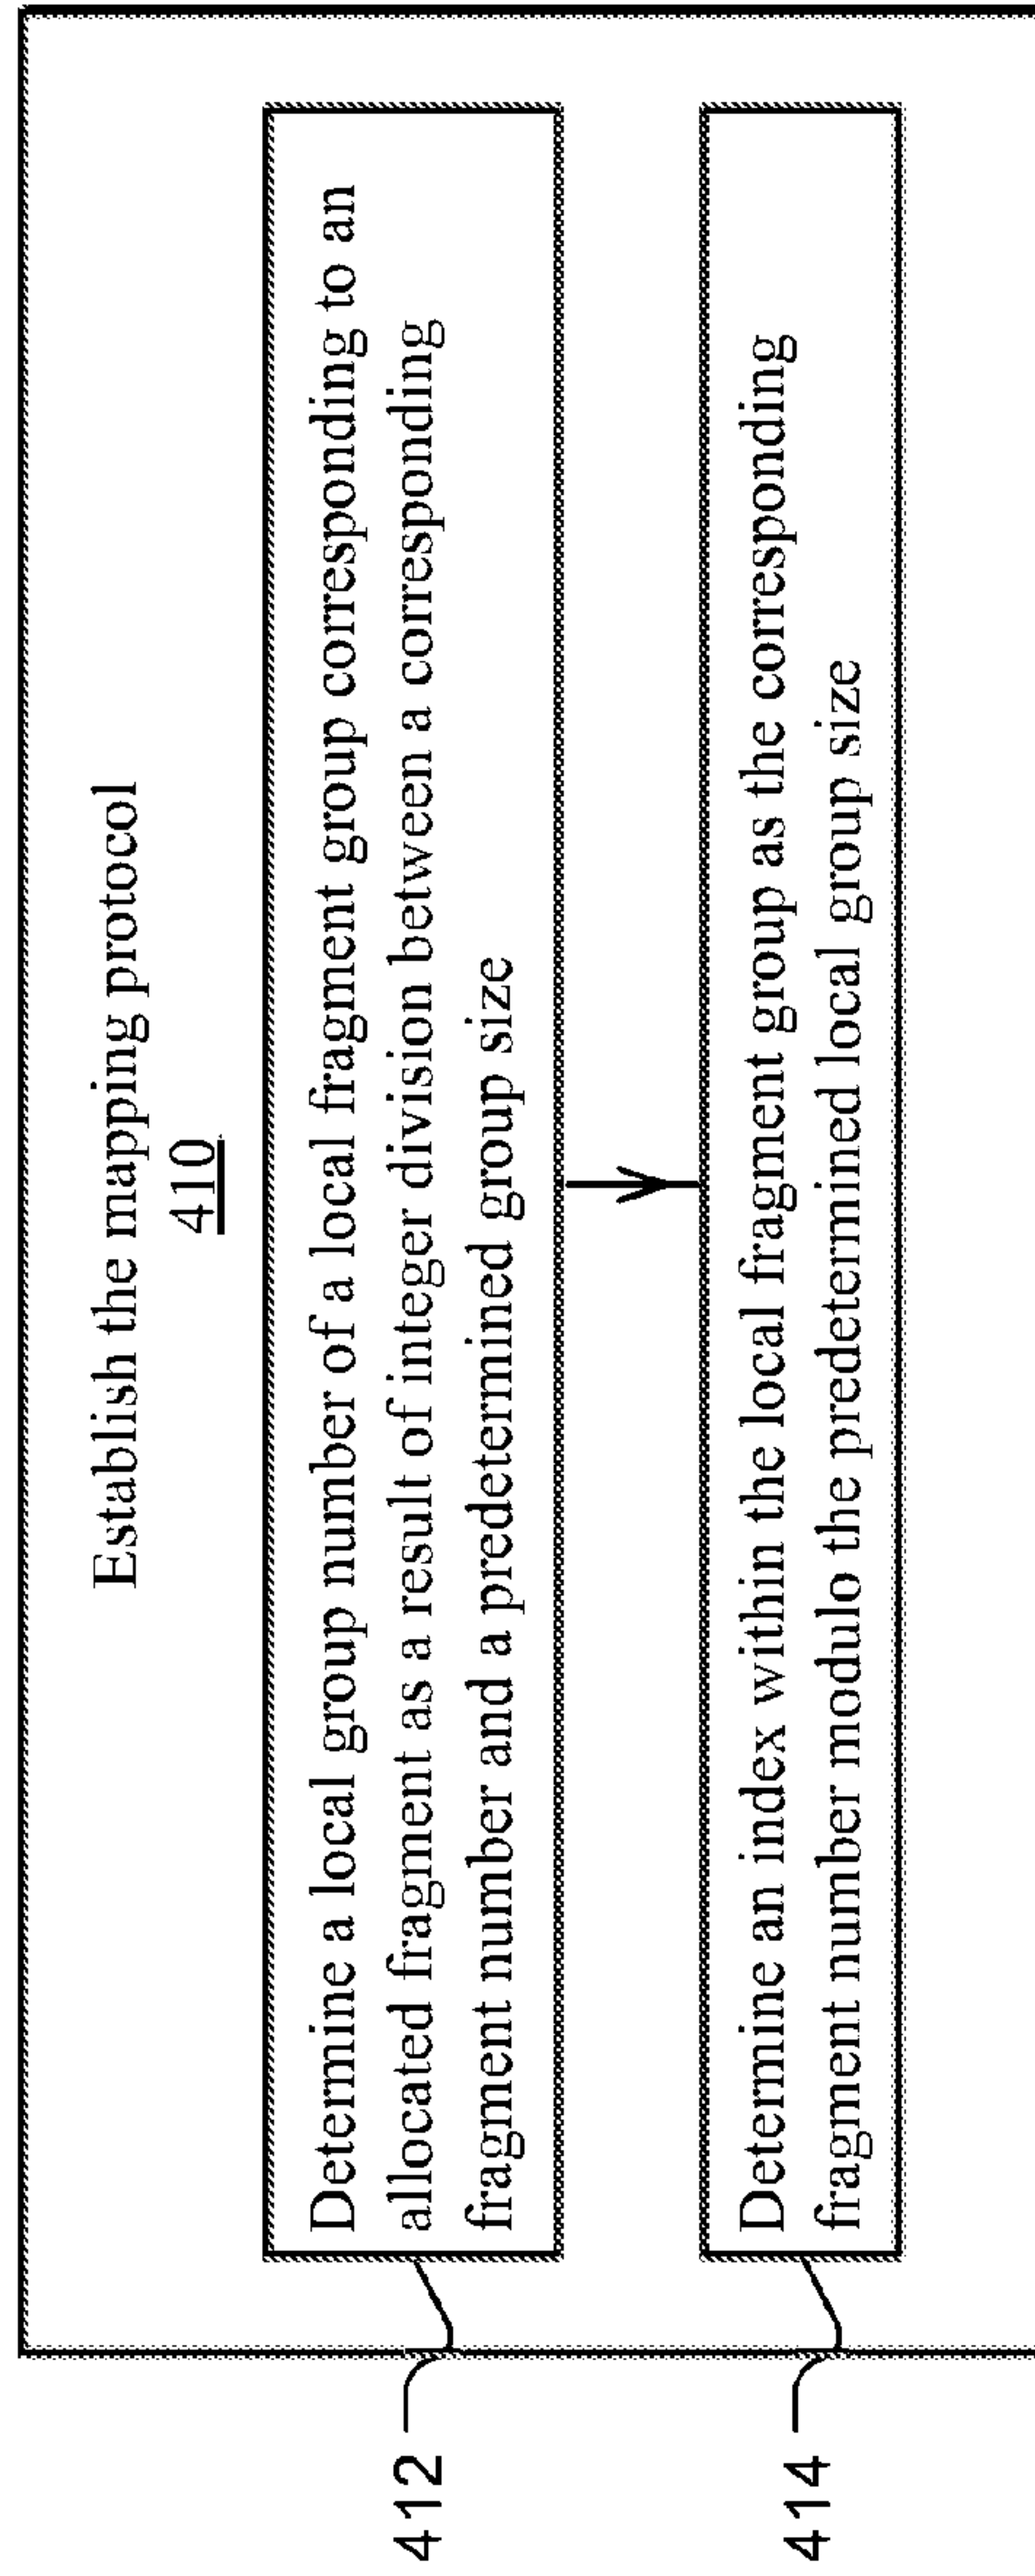 Establish the mapping protocol
410
Determine a local group number of a local fragment group corresponding to an
allocated fragment as a result of integer division between a corresponding
fragment number and a predetermined group size
412
Determine an index within the local fragment group as the corresponding
fragment number modulo the predetermined local group size
414